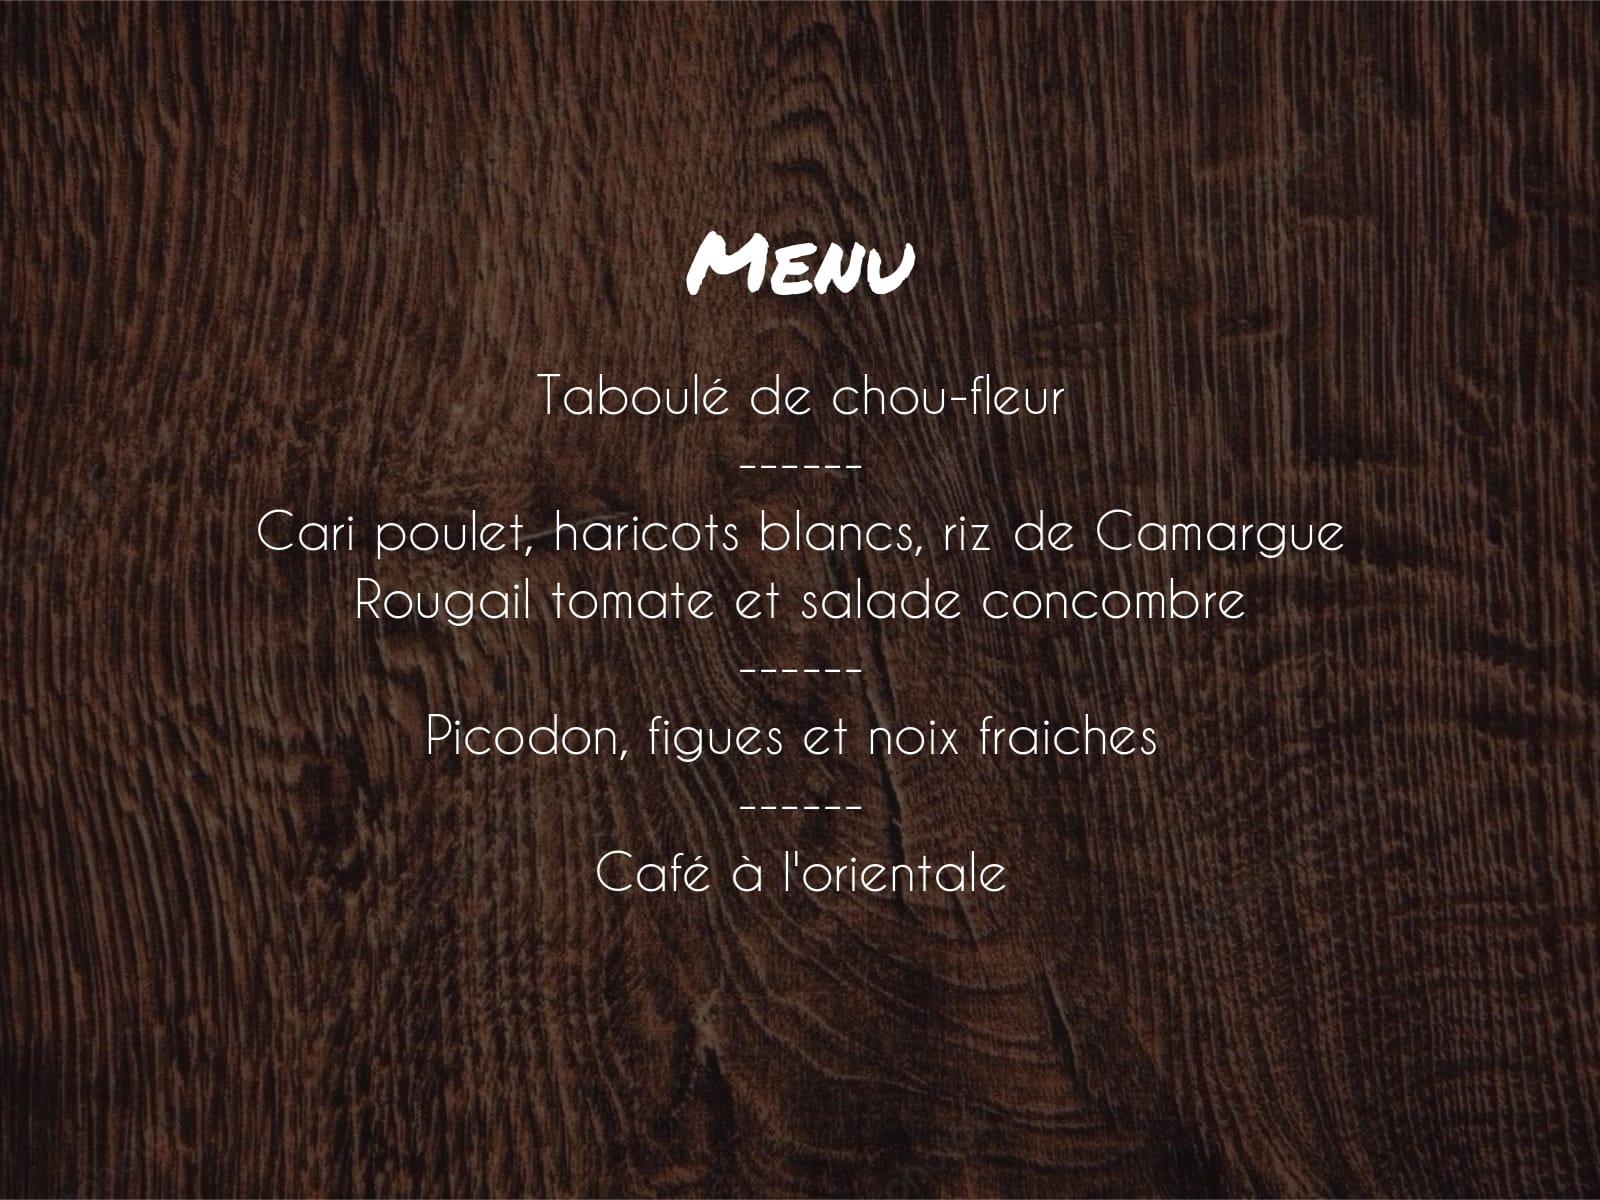 Menu
Taboulé de chou-fleur
------
Cari poulet, haricots blancs, riz de Camargue
Rougail tomate et salade concombre
------
Picodon, figues et noix fraiches
------
Café à l'orientale